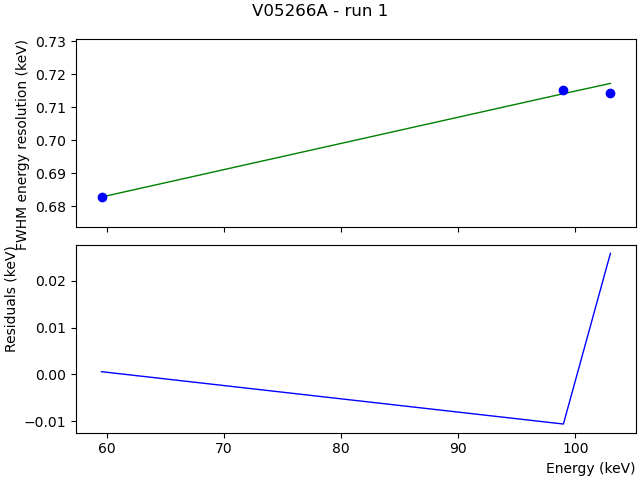 V05266A - run 1
FWHM energy resolution (keV)
0.73
0.72
0.71
0.70
0.69
0.68
Residuals (keV)
0.02
0.01
0.00
−0.01
60 70 80 90 100
Energy (keV)